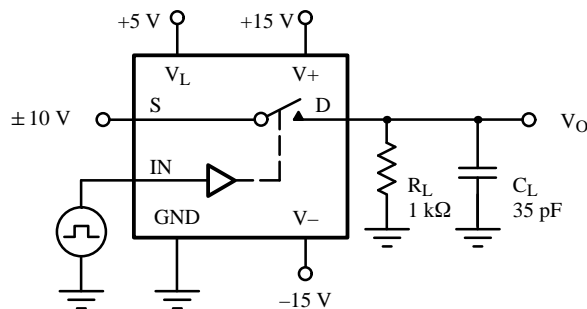 +5 V
+15 V
V_L
V+
S
D
± 10 V
V_O
IN
R_L
1 kΩ
C_L
35 pF
GND
V−
−15 V